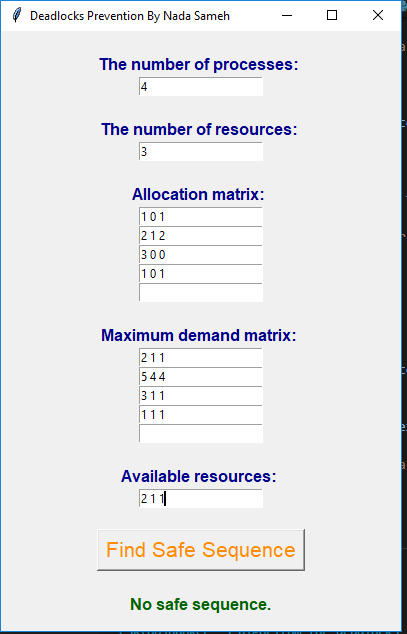 Deadlocks Prevention By Nada Sameh
The number of processes:
4
The number of resources:
3
Allocation matrix:
1 0 1
2 1 2
3 0 0
1 0 1
Maximum demand matrix:
2 1 1
5 4 4
3 1 1
1 1 1
Available resources:
2 1 1
Find Safe Sequence
No safe sequence.